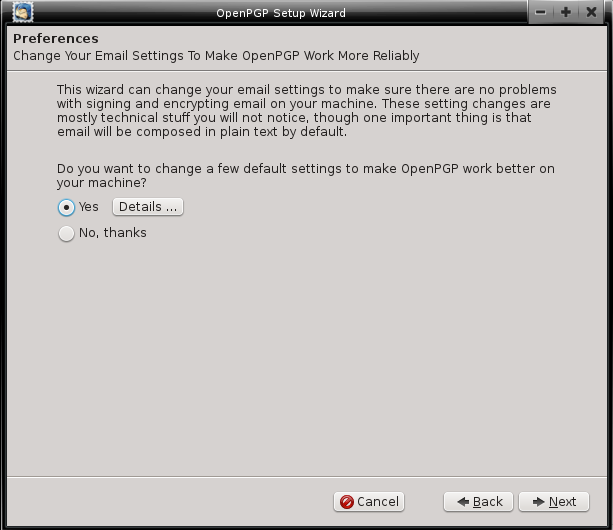 OpenPGP Setup Wizard
Preferences
Change Your Email Settings To Make OpenPGP Work More Reliably
This wizard can change your email settings to make sure there are no problems
with signing and encrypting email on your machine. These setting changes are
mostly technical stuff you will not notice, though one important thing is that
email will be composed in plain text by default.
Do you want to change a few default settings to make OpenPGP work better on
your machine?
Yes Details ...
No, thanks
Cancel Back Next